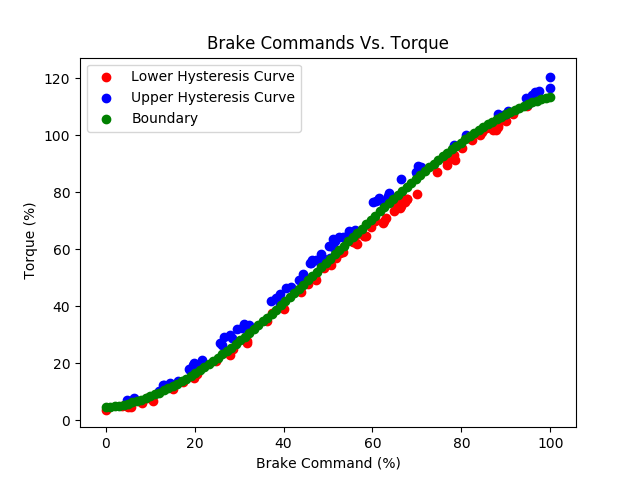 Brake Commands Vs. Torque
Lower Hysteresis Curve
Upper Hysteresis Curve
Boundary
Torque (%)
120
100
80
60
40
20
0
0 20 40 60 80 100
Brake Command (%)